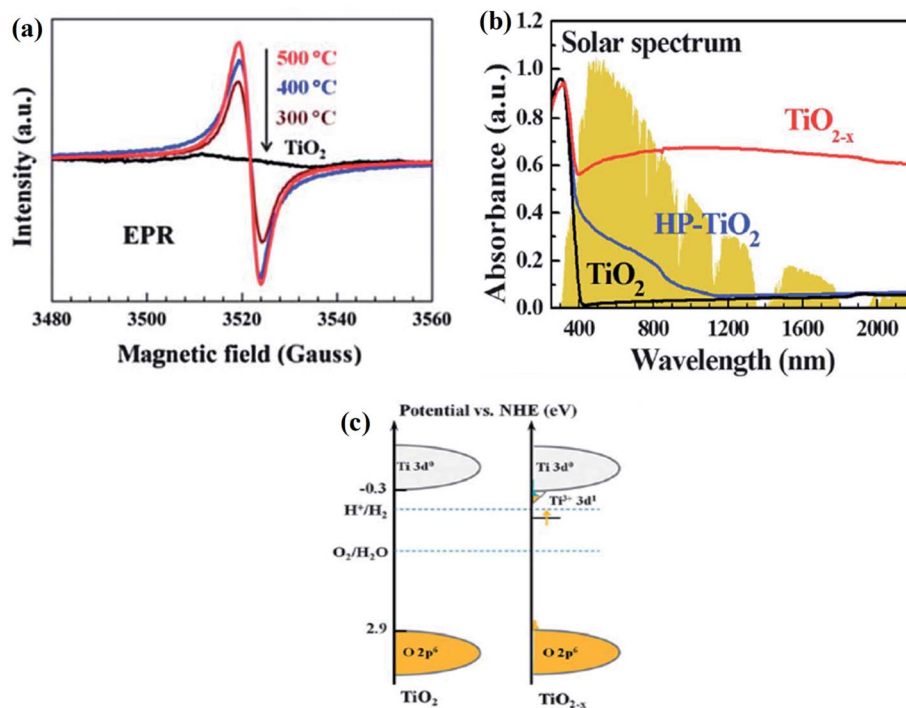 (a)
500 °C
400 °C
300 °C
TiO2
EPR
Intensity (a.u.)
3480 3500 3520 3540 3560
Magnetic field (Gauss)
(b)
Solar spectrum
TiO2-x
HP-TiO2
TiO2
Absorbance (a.u.)
1.2
1.0
0.8
0.6
0.4
0.2
0.0
400 800 1200 1600 2000
Wavelength (nm)
(c)
Potential vs. NHE (eV)
Ti 3d⁰ Ti 3d⁰
-0.3
Ti³⁺ 3d¹
H⁺/H2
O2/H2O
2.9
O 2p⁶ O 2p⁶
TiO2 TiO2-x